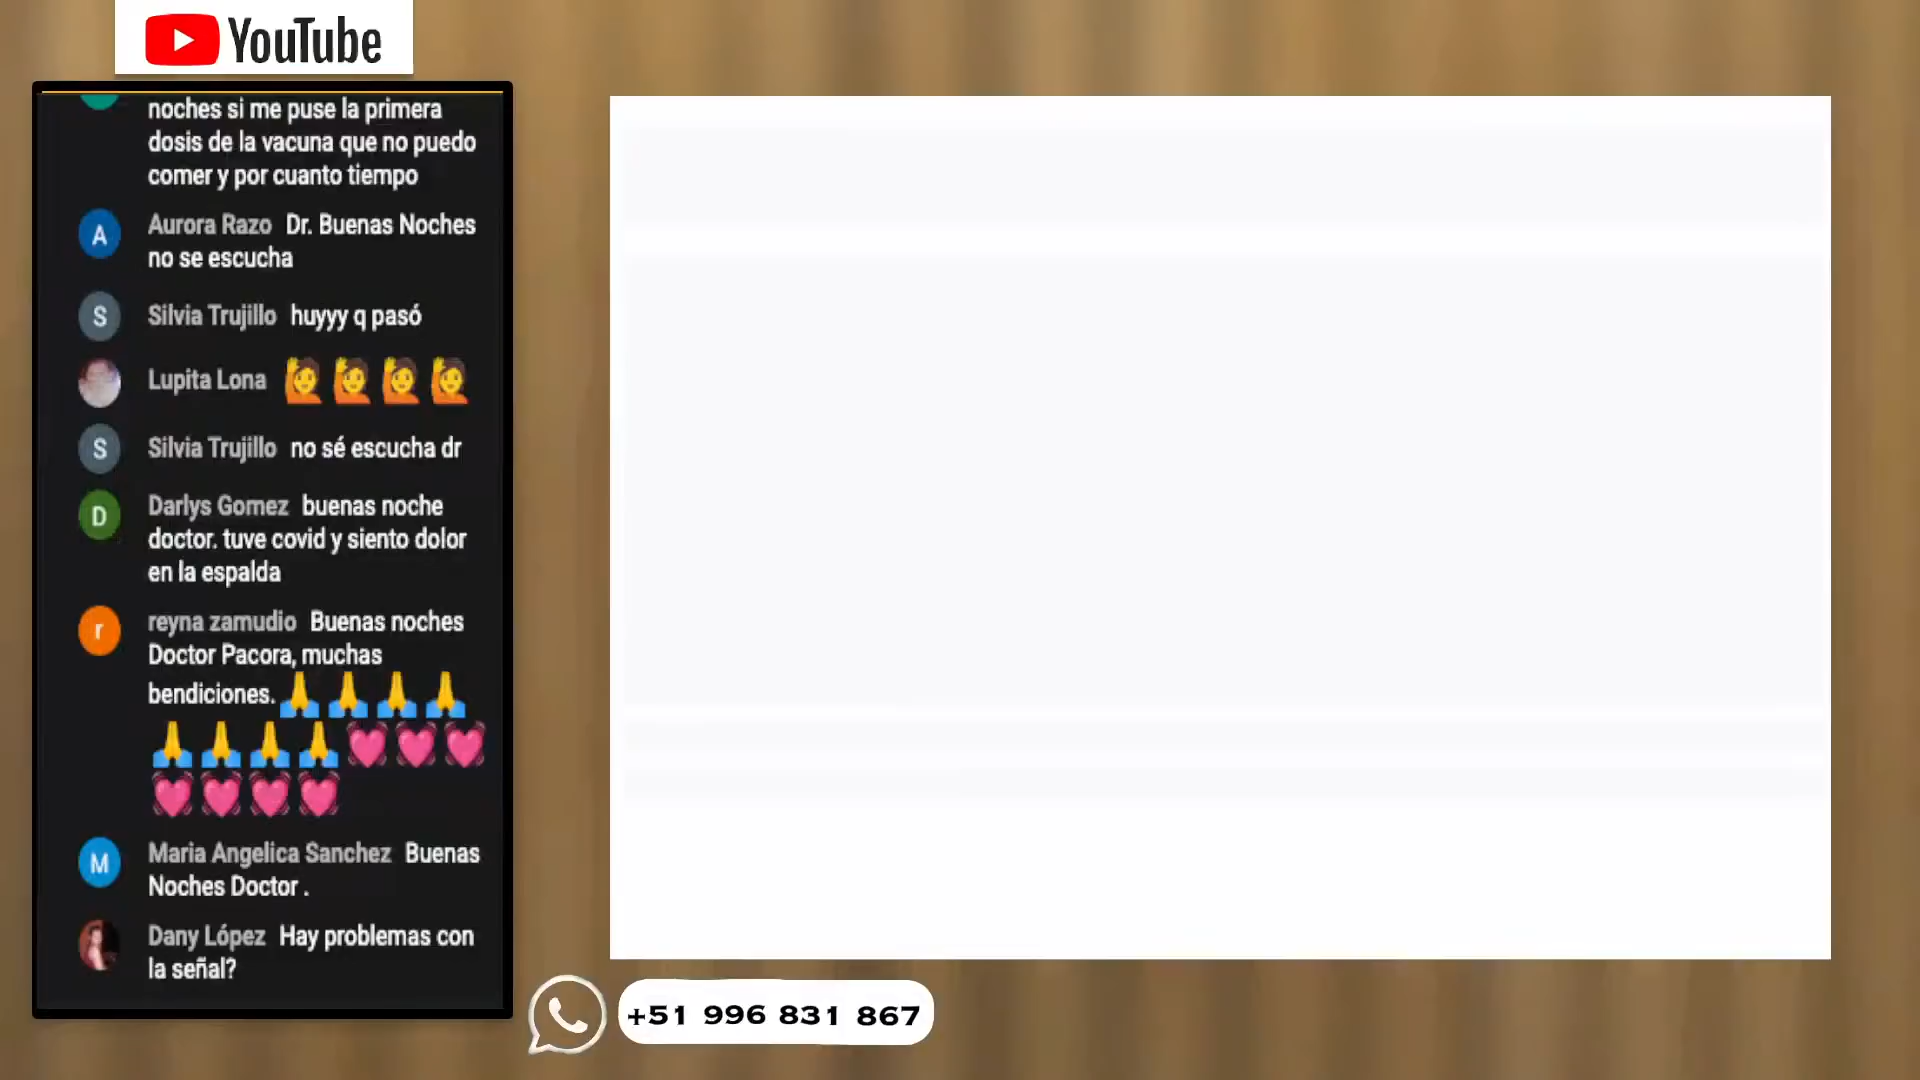 YouTube
noches si me puse la primera
dosis de la vacuna que no puedo
comer y por cuanto tiempo
A
Aurora Razo Dr. Buenas Noches
no se escucha
S
Silvia Trujillo huyyy q pasó
Lupita Lona 🙋🙋🙋🙋
S
Silvia Trujillo no sé escucha dr
D
Darlys Gomez buenas noche
doctor. tuve covid y siento dolor
en la espalda
r
reyna zamudio Buenas noches
Doctor Pacora, muchas
bendiciones. 🙏🙏🙏🙏
🙏🙏🙏🙏💓💓💓
💓💓💓💓
M
Maria Angelica Sanchez Buenas
Noches Doctor .
Dany López Hay problemas con
la señal?
+51 996 831 867